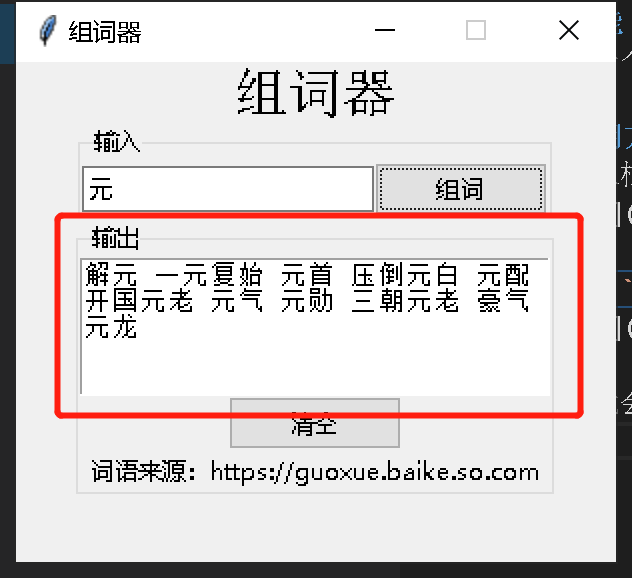 组词器
组词器
输入
元
组词
输出
解元 一元复始 元首 压倒元白 元配
开国元老 元气 元勋 三朝元老 豪气
元龙
清空
词语来源：https://guoxue.baike.so.com